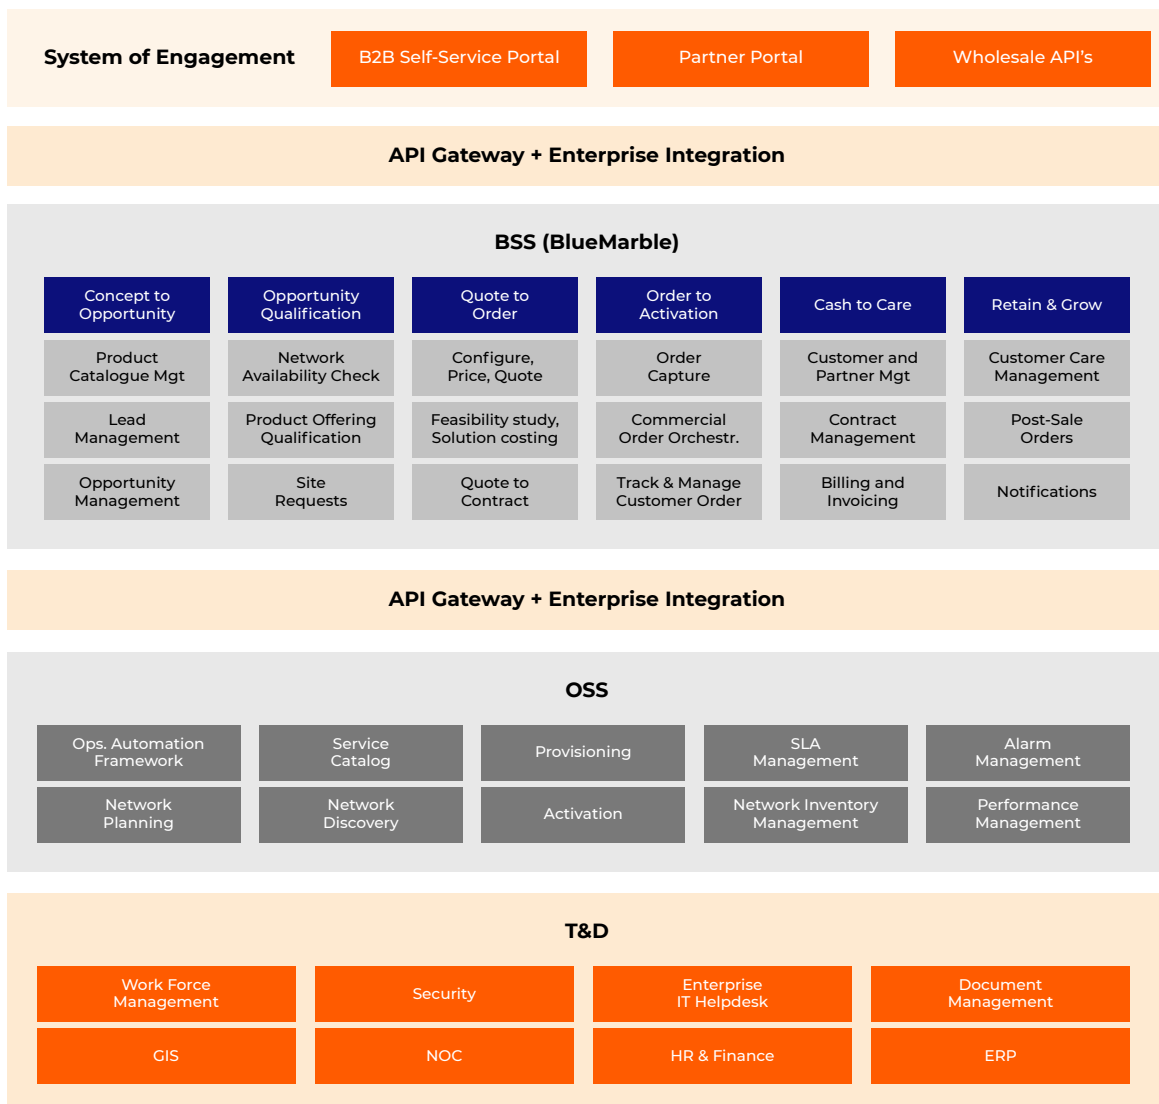 System of Engagement
B2B Self-Service Portal
Partner Portal
Wholesale API’s
API Gateway + Enterprise Integration
BSS (BlueMarble)
Concept to
Opportunity
Opportunity
Qualification
Quote to
Order
Order to
Activation
Cash to Care
Retain & Grow
Product
Catalogue Mgt
Network
Availability Check
Configure,
Price, Quote
Order
Capture
Customer and
Partner Mgt
Customer Care
Management
Lead
Management
Product Offering
Qualification
Feasibility study,
Solution costing
Commercial
Order Orchestr.
Contract
Management
Post-Sale
Orders
Opportunity
Management
Site
Requests
Quote to
Contract
Track & Manage
Customer Order
Billing and
Invoicing
Notifications
API Gateway + Enterprise Integration
OSS
Ops. Automation
Framework
Service
Catalog
Provisioning
SLA
Management
Alarm
Management
Network
Planning
Network
Discovery
Activation
Network Inventory
Management
Performance
Management
T&D
Work Force
Management
Security
Enterprise
IT Helpdesk
Document
Management
GIS
NOC
HR & Finance
ERP